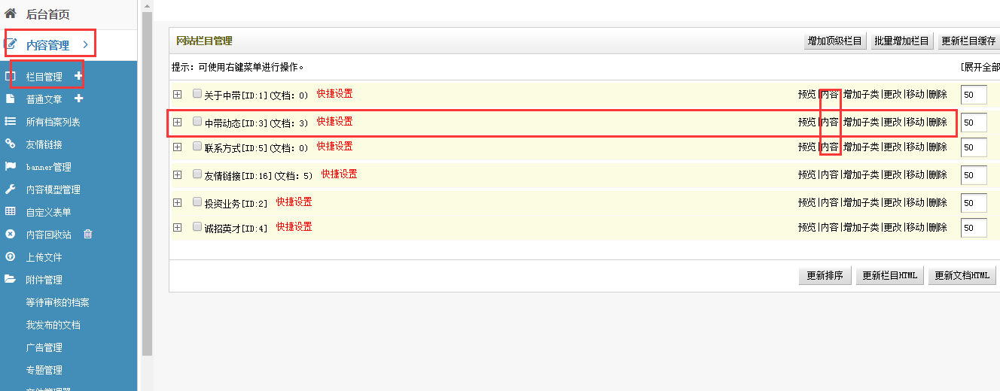 后台首页
内容管理
栏目管理
普通文章
所有档案列表
友情链接
banner管理
内容模型管理
自定义表单
内容回收站
上传文件
附件管理
等待审核的档案
我发布的文档
广告管理
专题管理
网站栏目管理 增加顶级栏目 批量增加栏目 更新栏目缓存
提示：可使用右键菜单进行操作。 [展开全部
关于中带[ID:1](文档：0) 快捷设置 预览|内容|增加子类|更改|移动|删除 50
中带动态[ID:3](文档：3) 快捷设置 预览|内容|增加子类|更改|移动|删除 50
联系方式[ID:5](文档：0) 快捷设置 预览|内容|增加子类|更改|移动|删除 50
友情链接[ID:16](文档：5) 快捷设置 预览|内容|增加子类|更改|移动|删除 50
投资业务[ID:2] 快捷设置 预览|内容|增加子类|更改|移动|删除 50
诚招英才[ID:4] 快捷设置 预览|内容|增加子类|更改|移动|删除 50
更新排序 更新栏目HTML 更新文档HTML